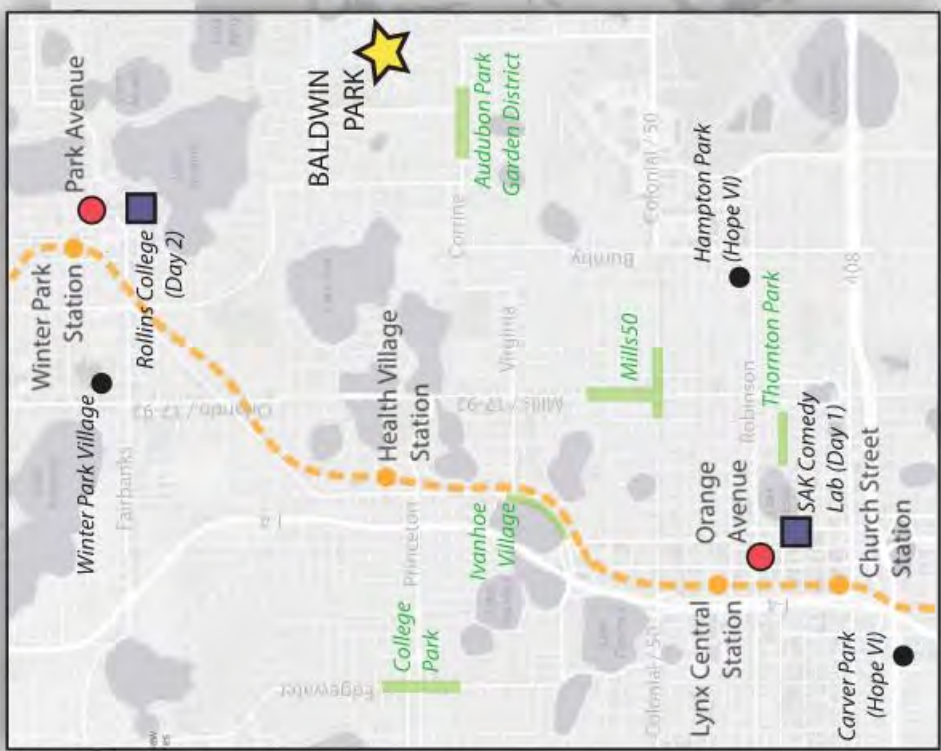 Winter Park
Station
Park Avenue
Rollins College
(Day 2)
Winter Park Village
Fairbanks
Orlando / 17-92
BALDWIN
PARK
Audubon Park
Garden District
Corrine
Health Village
Station
Princeton
I-4
Virginia
Mills / 17-92
Ivanhoe
Village
College
Park
Edgewater
Mills50
Bumby
Colonial / 50
Hampton Park
(Hope VI)
Robinson
Thornton Park
408
Orange
Avenue
SAK Comedy
Lab (Day 1)
Lynx Central
Station
Colonial / 50
I-4
Church Street
Station
Carver Park
(Hope VI)